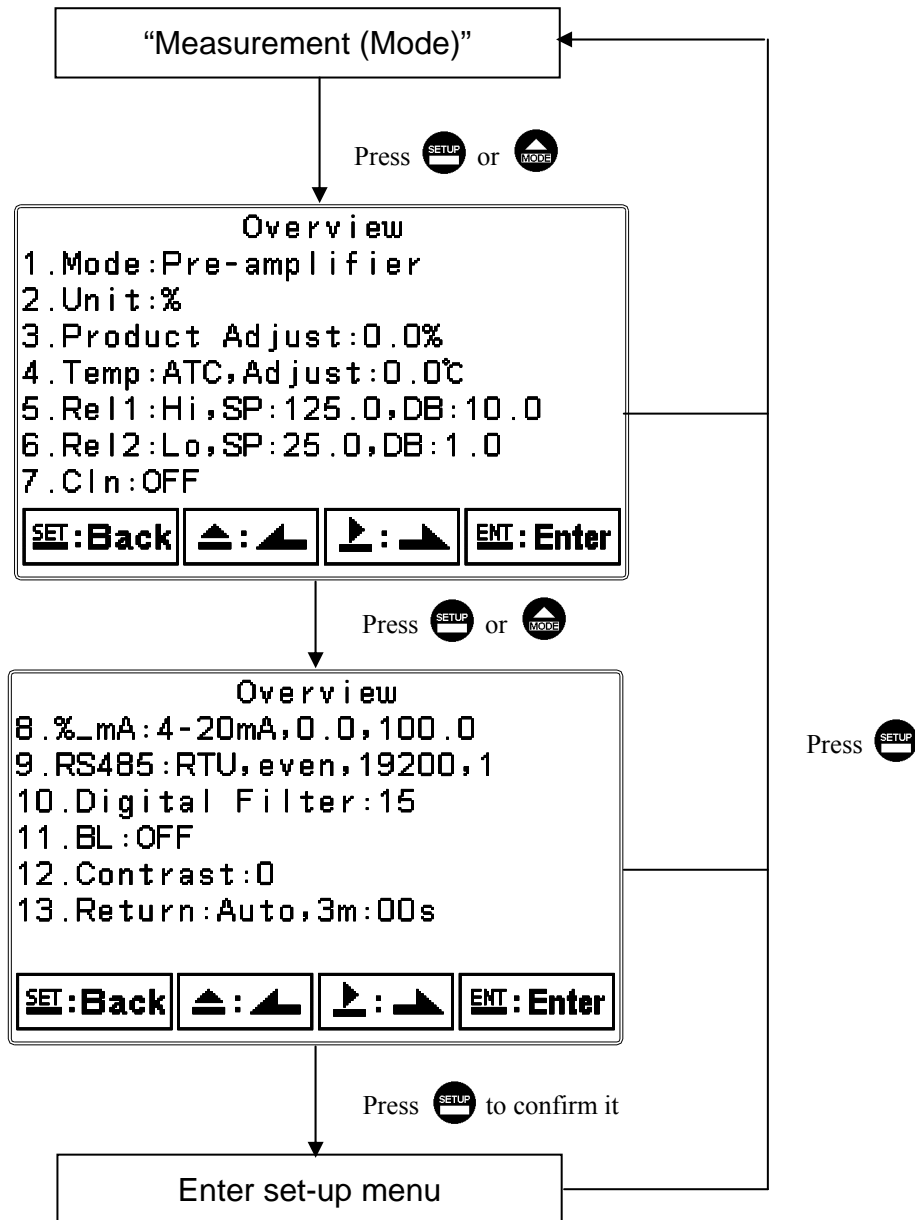 “Measurement (Mode)”
Press SETUP or MODE
Overview
1.Mode:Pre-amplifier
2.Unit:%
3.Product Adjust:0.0%
4.Temp:ATC,Adjust:0.0℃
5.Rel1:Hi,SP:125.0,DB:10.0
6.Rel2:Lo,SP:25.0,DB:1.0
7.Cln:OFF
SET:Back : : ENT:Enter
Press SETUP or MODE
Overview
8.%_mA:4-20mA,0.0,100.0
9.RS485:RTU,even,19200,1
10.Digital Filter:15
11.BL:OFF
12.Contrast:0
13.Return:Auto,3m:00s
SET:Back : : ENT:Enter
Press SETUP
Press SETUP to confirm it
Enter set-up menu